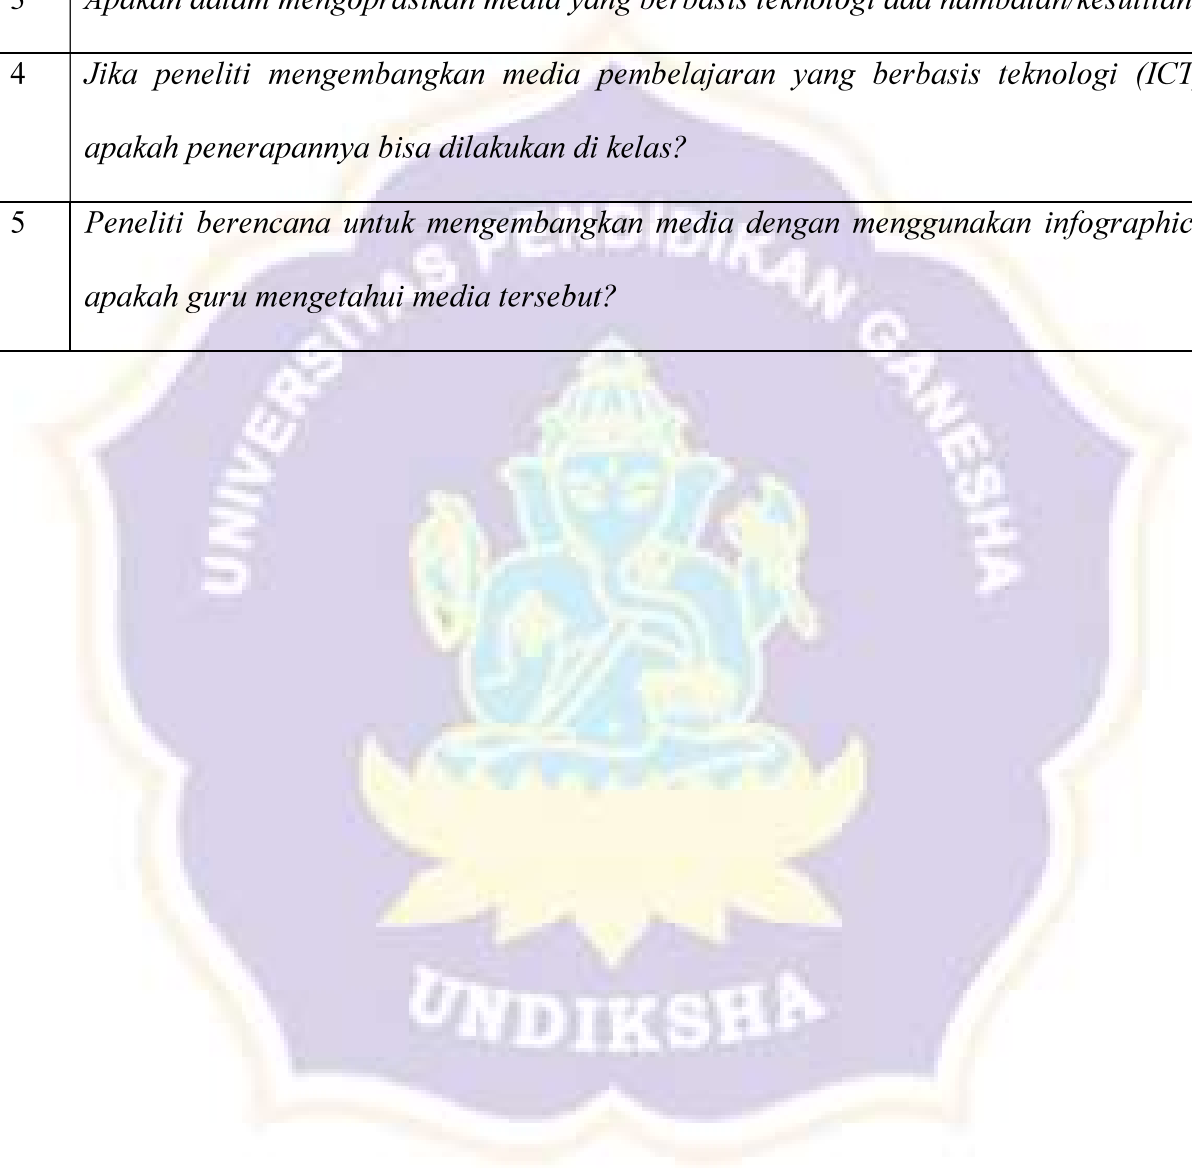 3 Apakah dalam mengoprasikan media yang berbasis teknologi ada hambatan/kesulitan
4 Jika peneliti mengembangkan media pembelajaran yang berbasis teknologi (ICT
apakah penerapannya bisa dilakukan di kelas?
5 Peneliti berencana untuk mengembangkan media dengan menggunakan infographic
apakah guru mengetahui media tersebut?
UNIVERSITAS PENDIDIKAN GANESHA
UNDIKSHA